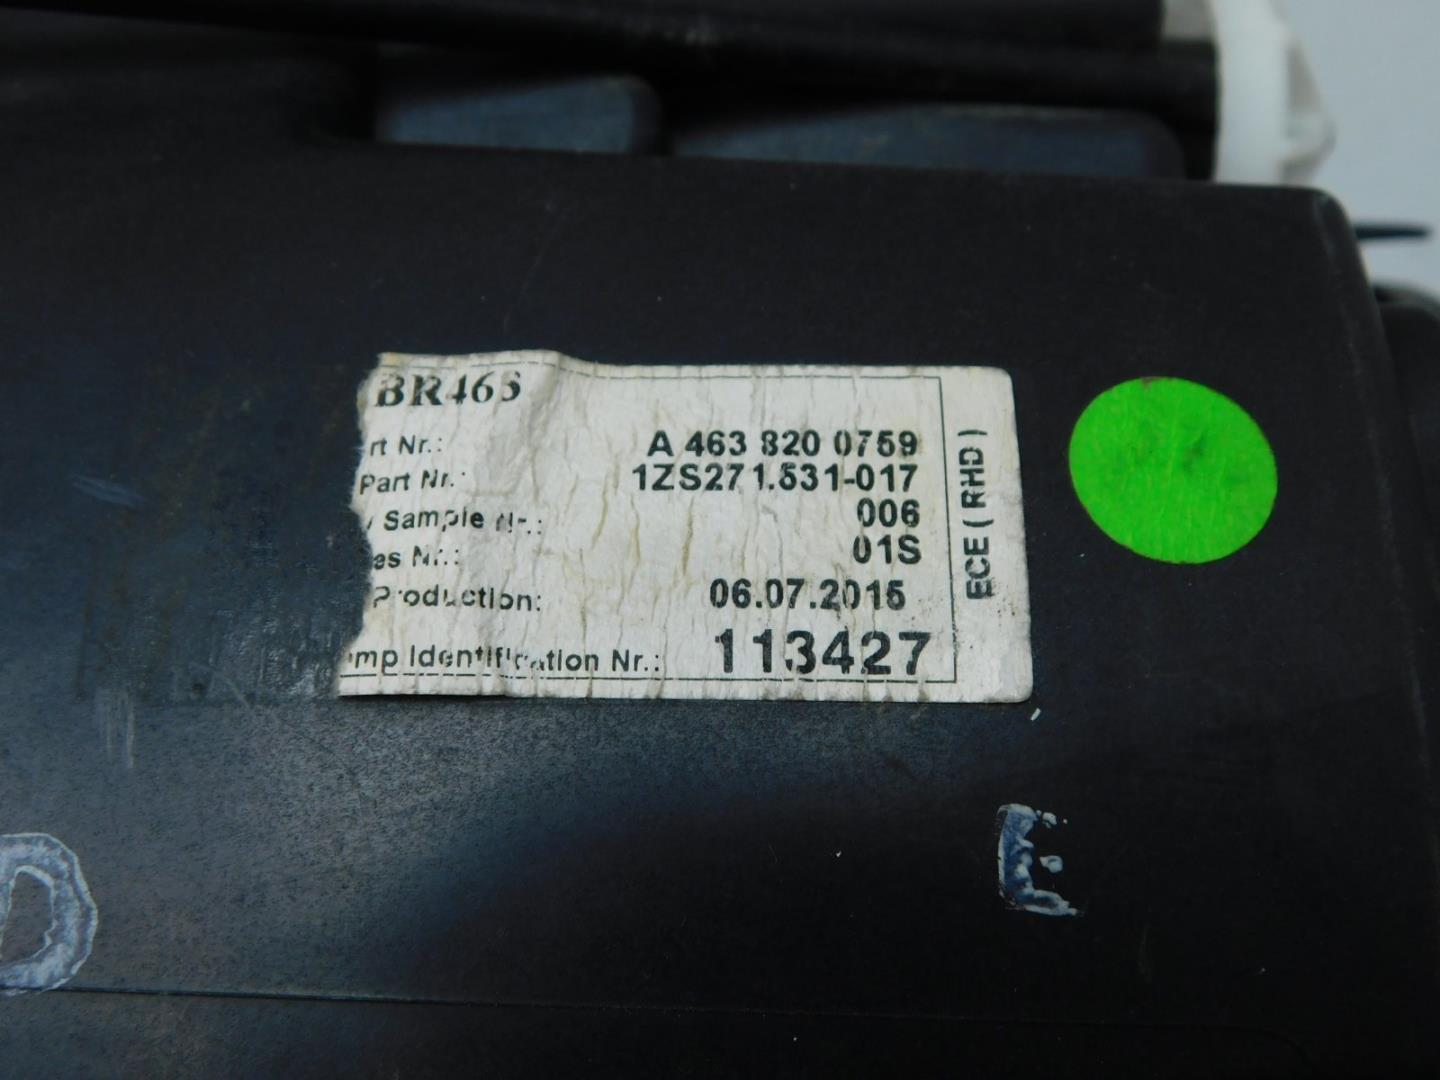 BR463
rt Nr.: A 463 820 0759
Part Nr.: 1ZS271.531-017
/ Sample Nr.: 006
es Nr.: 01S
Production: 06.07.2015
mp Identification Nr.: 113427
ECE ( RHD )
E
D